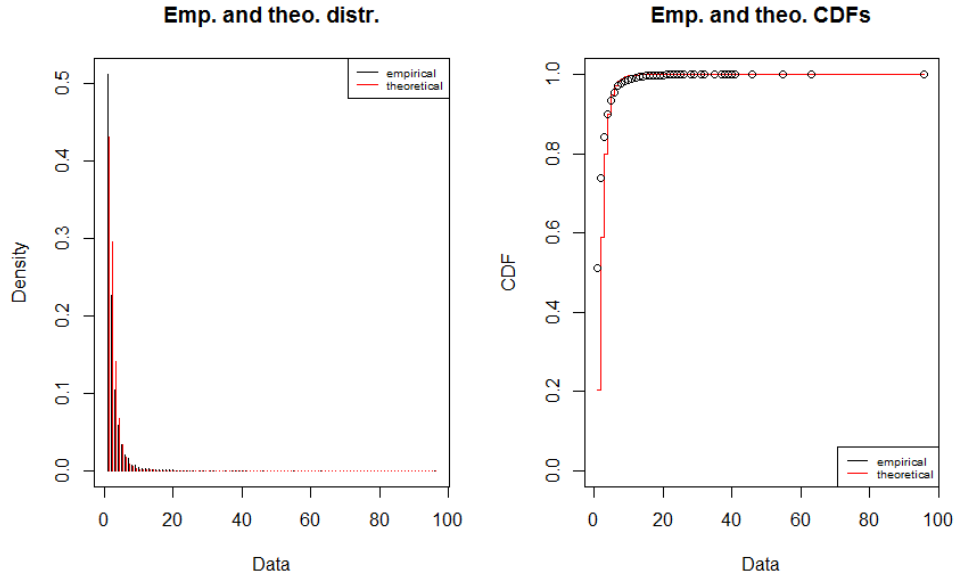 Emp. and theo. distr.
Density
0.0
0.1
0.2
0.3
0.4
0.5
empirical
theoretical
0 20 40 60 80 100
Data
Emp. and theo. CDFs
CDF
0.0
0.2
0.4
0.6
0.8
1.0
empirical
theoretical
0 20 40 60 80 100
Data